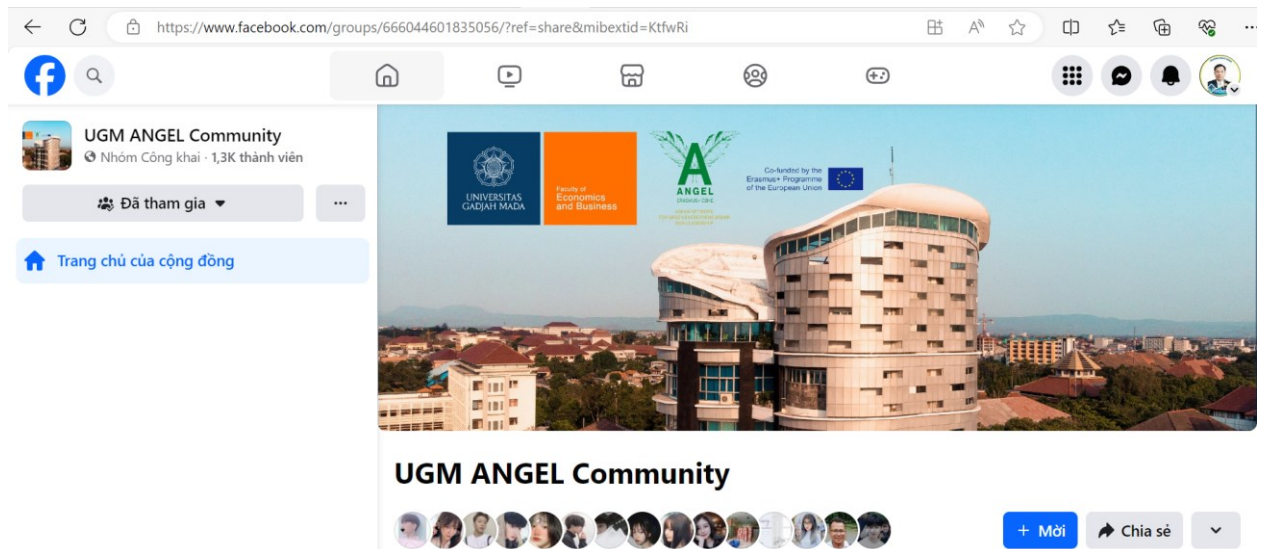 https://www.facebook.com/groups/666044601835056/?ref=share&mibextid=KtfwRi
UGM ANGEL Community
Nhóm Công khai · 1,3K thành viên
Đã tham gia
Trang chủ của cộng đồng
UNIVERSITAS
GADJAH MADA
Faculty of
Economics
and Business
ANGEL
Co-funded by the
Erasmus+ Programme
of the European Union
UGM ANGEL Community
+ Mời
Chia sẻ